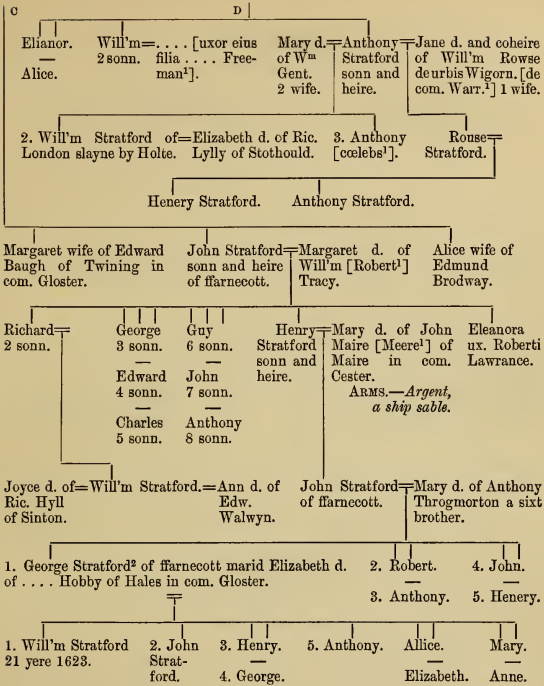 C D
Elianor.
—
Alice.
Will'm=. . . . [uxor eius
2 sonn. filia . . . . Free-
man¹].
Mary d.
of Wᵐ
Gent.
2 wife.
Anthony
Stratford
sonn and
heire.
Jane d. and coheire
of Will'm Rowse
de urbis Wigorn. [de
com. Warr.¹] 1 wife.
2. Will'm Stratford of=Elizabeth d. of Ric.
London slayne by Holte. Lylly of Stothould.
3. Anthony
[cœlebs¹].
Rouse
Stratford.
Henery Stratford. Anthony Stratford.
Margaret wife of Edward
Baugh of Twining in
com. Gloster.
John Stratford
sonn and heire
of ffarnecott.
Margaret d. of
Will'm [Robert¹]
Tracy.
Alice wife of
Edmund
Brodway.
Richard
2 sonn.
George
3 sonn.
—
Edward
4 sonn.
—
Charles
5 sonn.
Guy
6 sonn.
—
John
7 sonn.
—
Anthony
8 sonn.
Henry
Stratford
sonn and
heire.
Mary d. of John
Maire [Meere¹] of
Maire in com.
Cester.
ARMS.—Argent,
a ship sable.
Eleanora
ux. Roberti
Lawrance.
Joyce d. of=Will'm Stratford.=Ann d. of
Ric. Hyll Edw.
of Sinton. Walwyn.
John Stratford
of ffarnecott.
Mary d. of Anthony
Throgmorton a sixt
brother.
1. George Stratford² of ffarnecott marid Elizabeth d.
of . . . . Hobby of Hales in com. Gloster.
2. Robert.
—
3. Anthony.
4. John.
—
5. Henery.
1. Will'm Stratford
21 yere 1623.
2. John
Strat-
ford.
3. Henry.
—
4. George.
5. Anthony.
Allice.
—
Elizabeth.
Mary.
—
Anne.